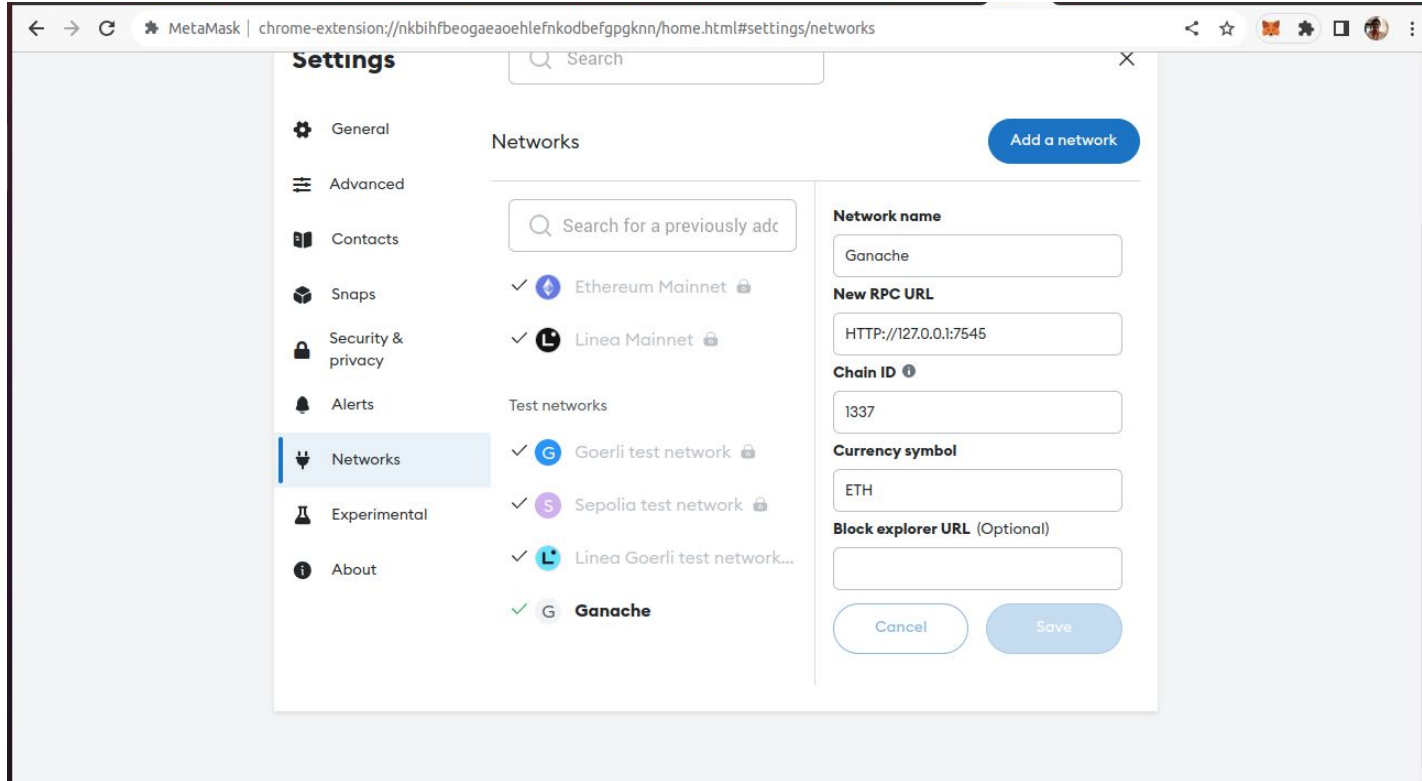 MetaMask
chrome-extension://nkbihfbeogaeaoehlefnkodbefgpgknn/home.html#settings/networks
Settings
Search
General
Advanced
Contacts
Snaps
Security &
privacy
Alerts
Networks
Experimental
About
Networks
Add a network
Search for a previously adc
Ethereum Mainnet
L
Linea Mainnet
Test networks
G
Goerli test network
S
Sepolia test network
L
Linea Goerli test network...
G
Ganache
Network name
Ganache
New RPC URL
HTTP://127.0.0.1:7545
Chain ID
1337
Currency symbol
ETH
Block explorer URL (Optional)
Cancel
Save